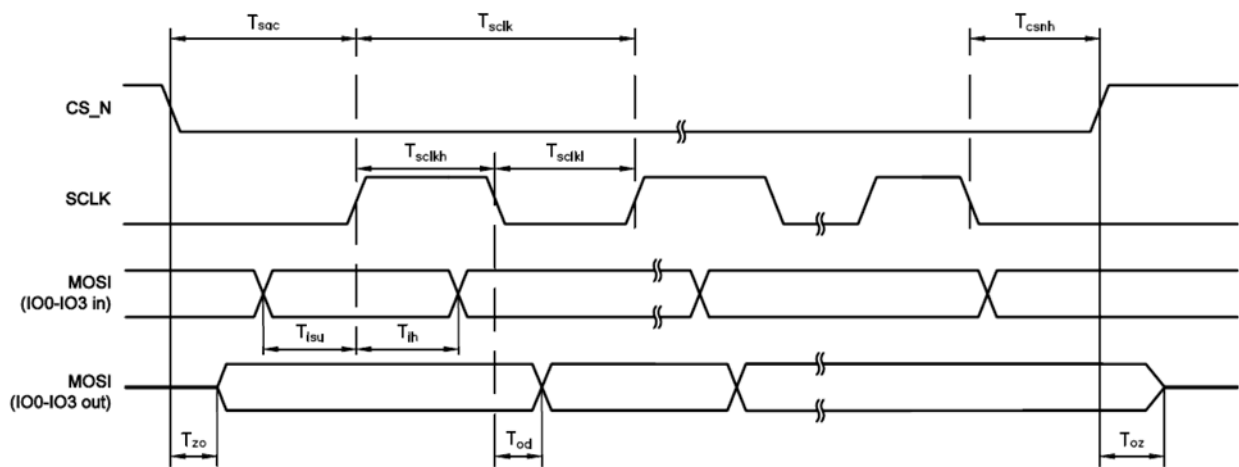 Tsqc Tsclk Tcsnh
CS_N
Tsclkh Tsclkl
SCLK
MOSI
(IO0-IO3 in)
Tisu Tih
MOSI
(IO0-IO3 out)
Tzo Tod Toz